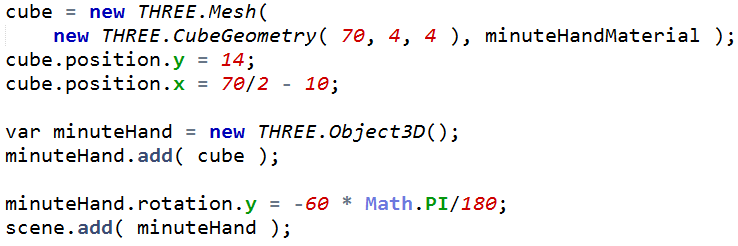 cube = new THREE.Mesh(
    new THREE.CubeGeometry( 70, 4, 4 ), minuteHandMaterial );
cube.position.y = 14;
cube.position.x = 70/2 - 10;

var minuteHand = new THREE.Object3D();
minuteHand.add( cube );

minuteHand.rotation.y = -60 * Math.PI/180;
scene.add( minuteHand );